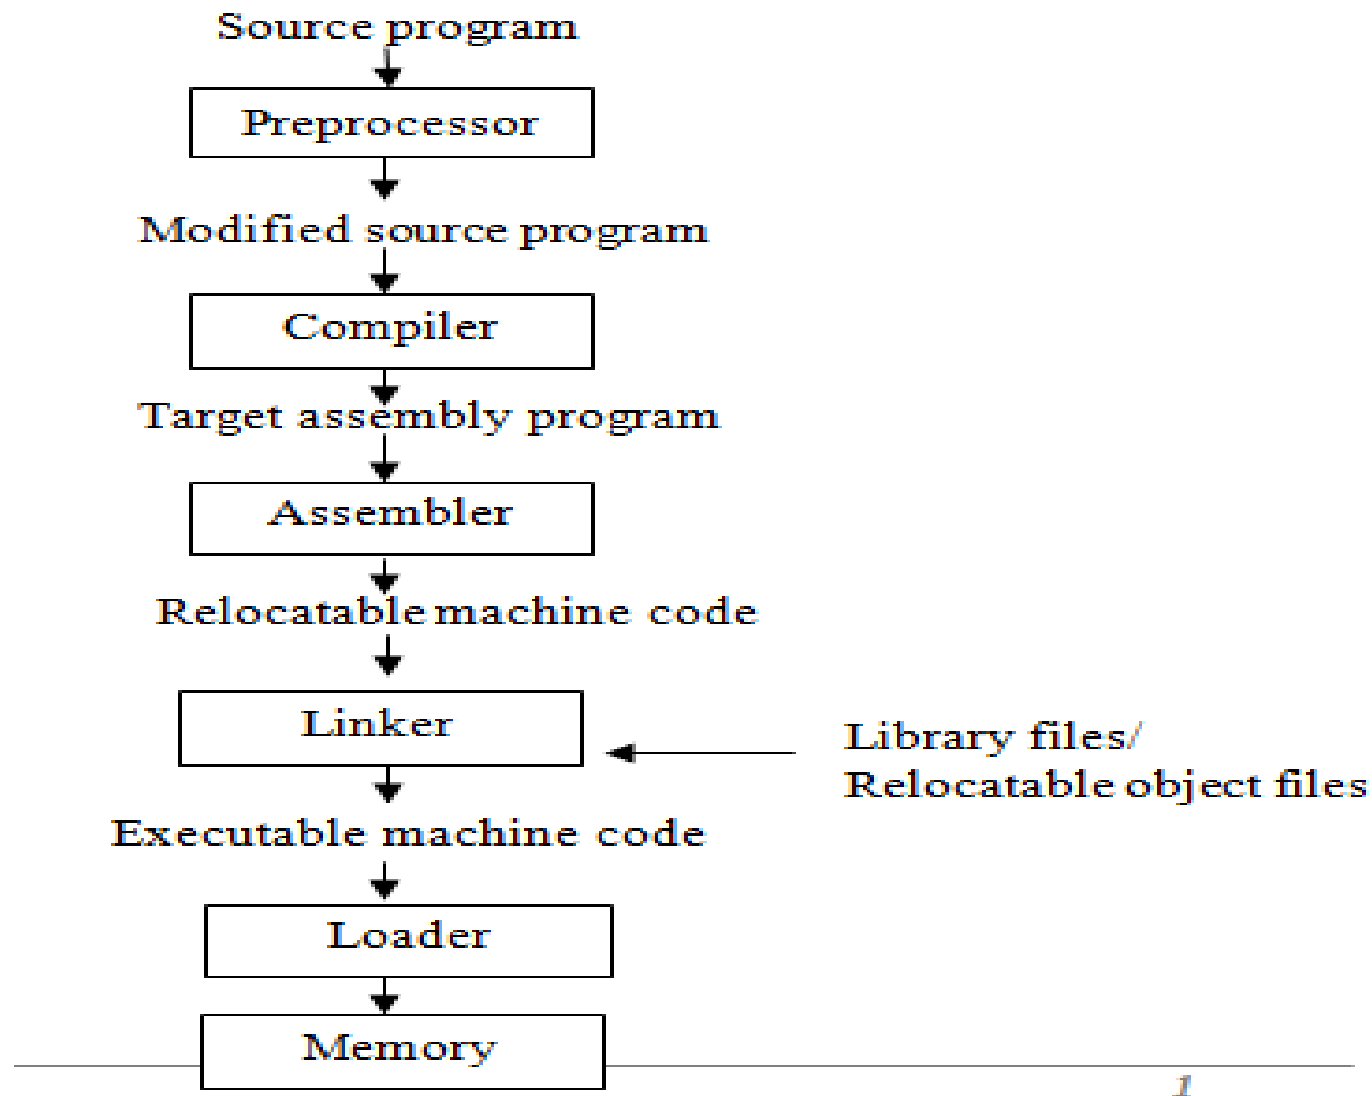 Source program
Preprocessor
Modified source program
Compiler
Target assembly program
Assembler
Relocatable machine code
Linker
Library files/
Relocatable object files
Executable machine code
Loader
Memory
1